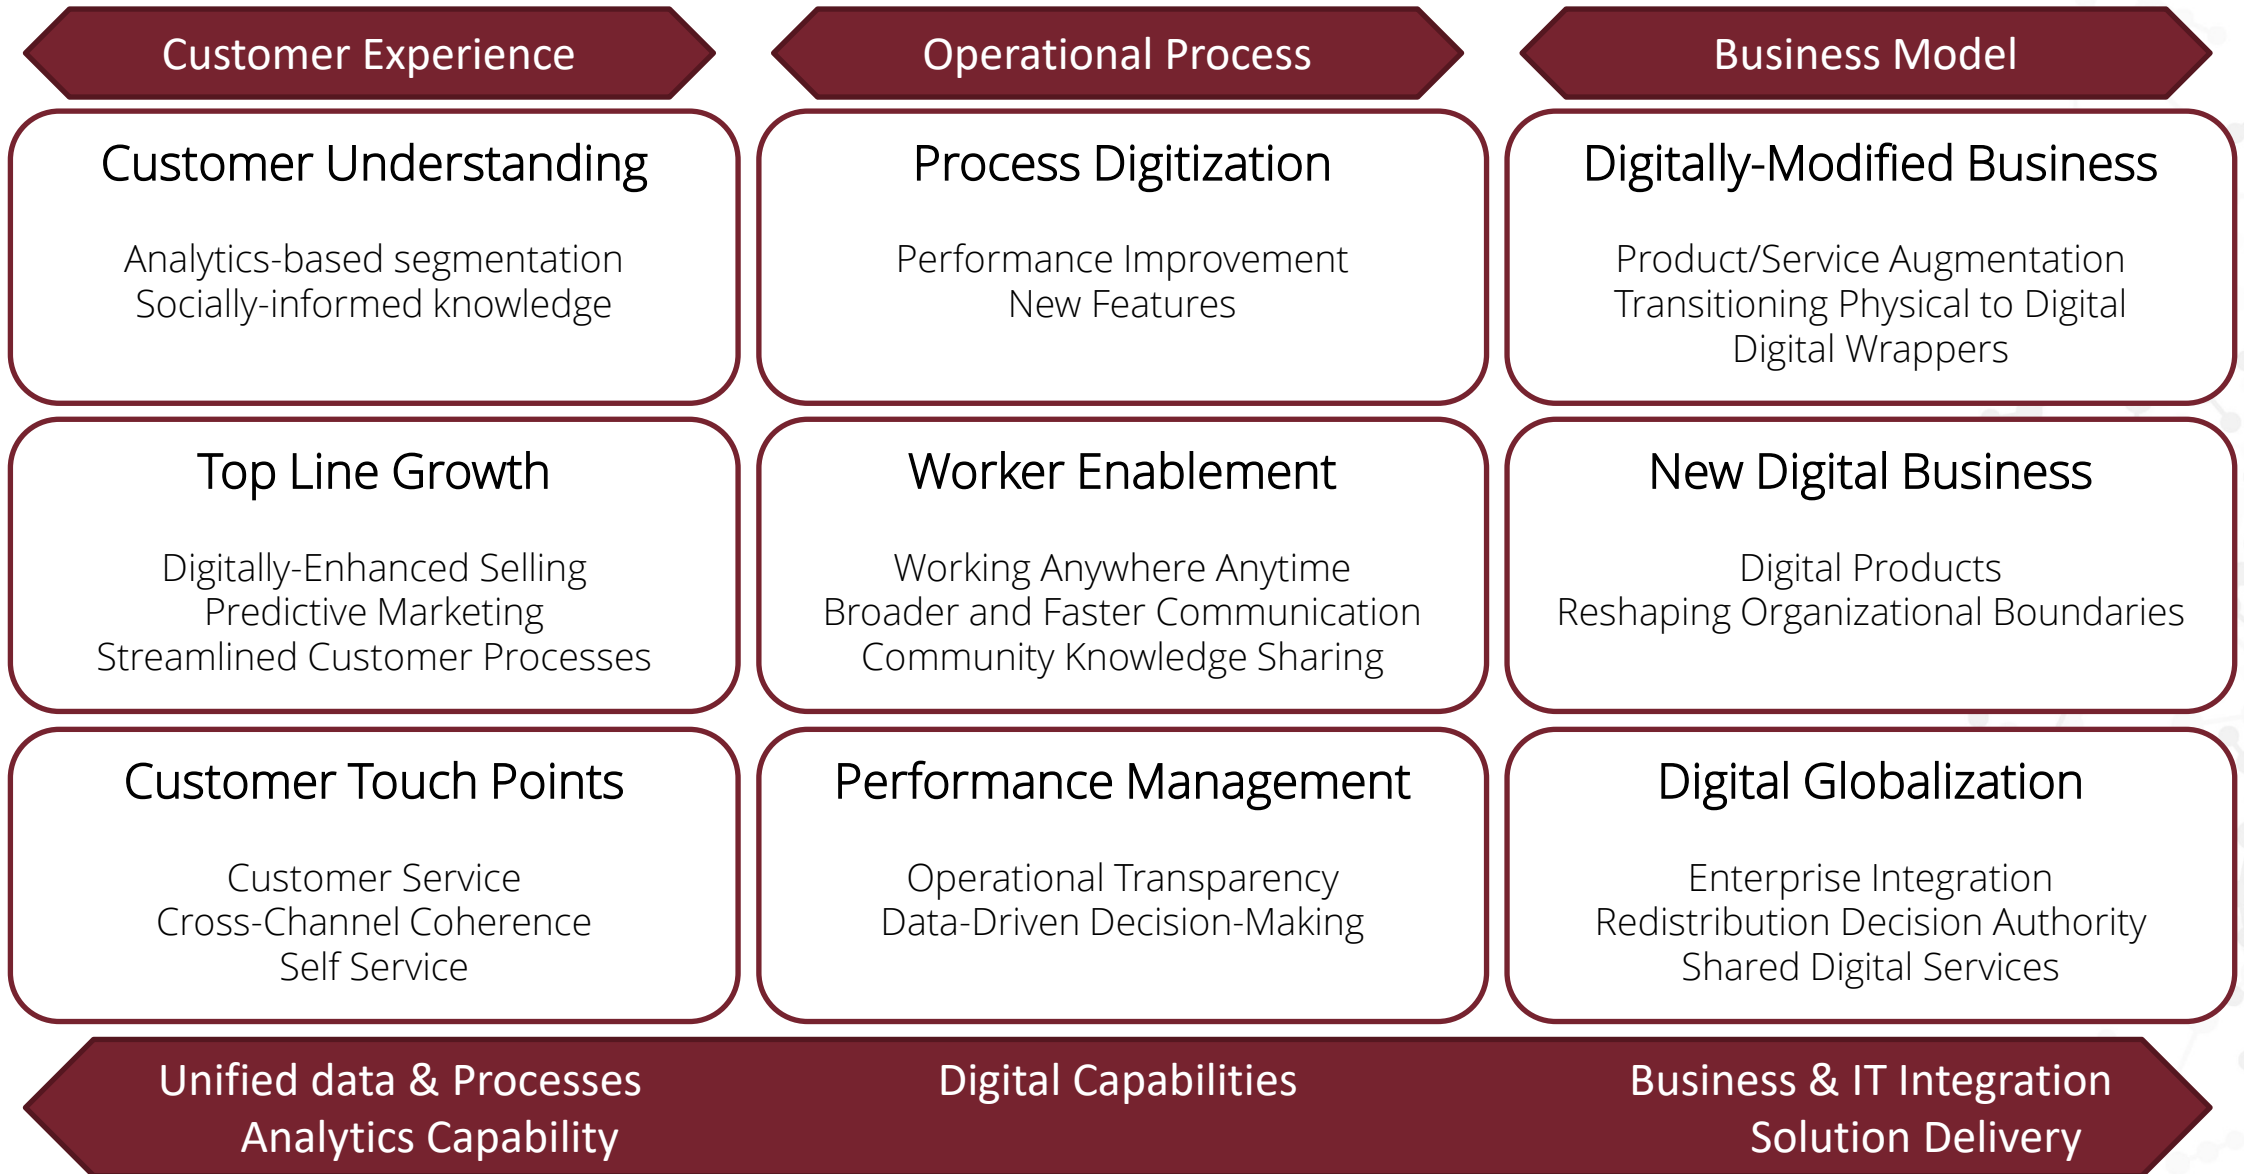 Customer Experience
Operational Process
Business Model
Customer Understanding
Analytics-based segmentation
Socially-informed knowledge
Process Digitization
Performance Improvement
New Features
Digitally-Modified Business
Product/Service Augmentation
Transitioning Physical to Digital
Digital Wrappers
Top Line Growth
Digitally-Enhanced Selling
Predictive Marketing
Streamlined Customer Processes
Worker Enablement
Working Anywhere Anytime
Broader and Faster Communication
Community Knowledge Sharing
New Digital Business
Digital Products
Reshaping Organizational Boundaries
Customer Touch Points
Customer Service
Cross-Channel Coherence
Self Service
Performance Management
Operational Transparency
Data-Driven Decision-Making
Digital Globalization
Enterprise Integration
Redistribution Decision Authority
Shared Digital Services
Unified data & Processes
Analytics Capability
Digital Capabilities
Business & IT Integration
Solution Delivery